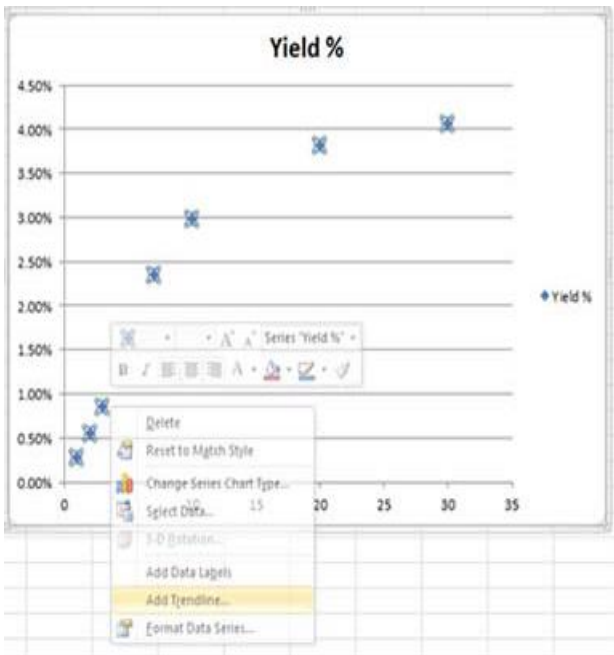 Yield %
4.50%
4.00%
3.50%
3.00%
2.50%
2.00%
Yield %
1.50%
Series "Yield %"
B I A
1.00%
0.50%
0.00%
Delete
Reset to Match Style
Change Series Chart Type...
0 10 15 20 25 30 35
Select Data...
3-D Rotation...
Add Data Labels
Add Trendline...
Format Data Series...